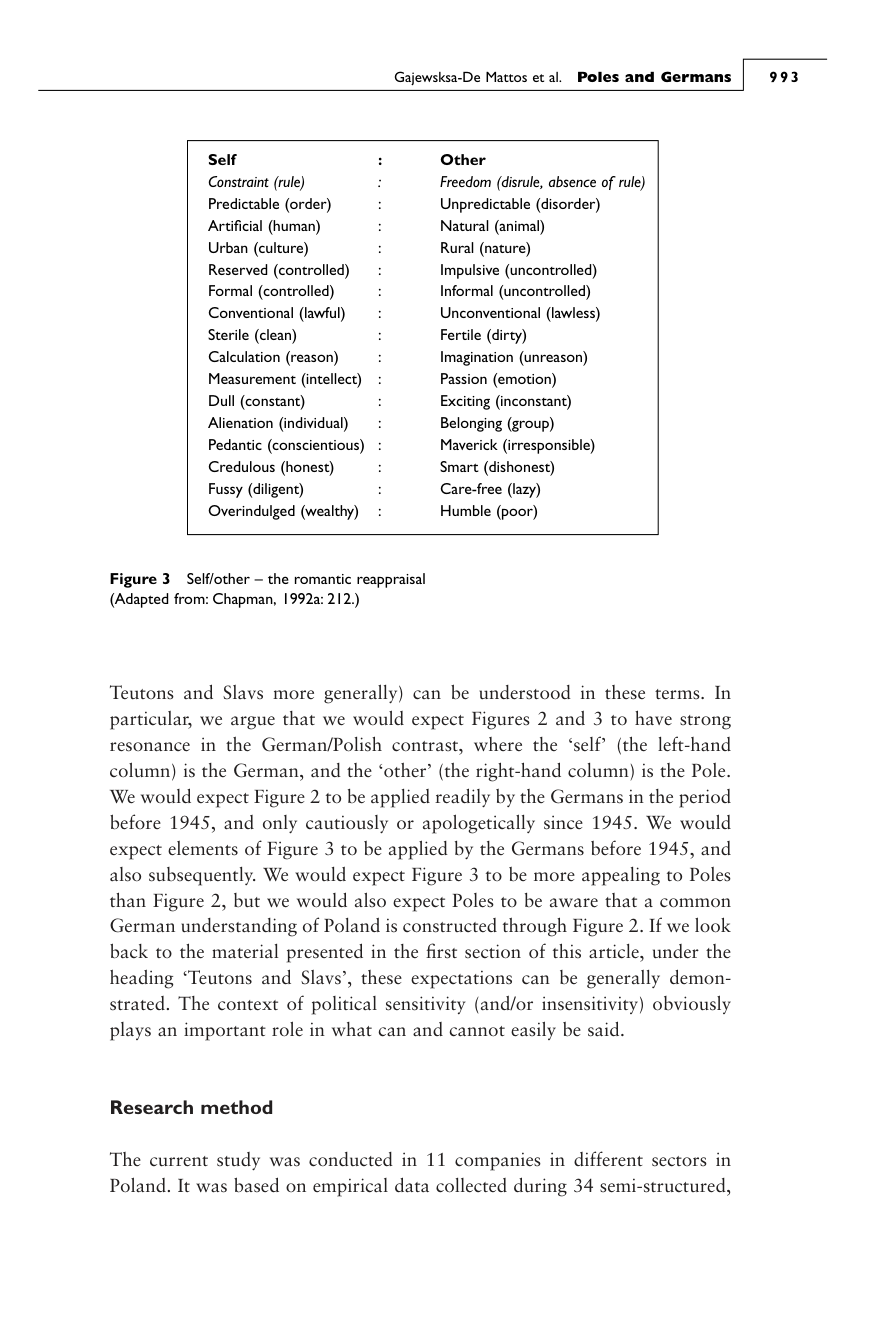 Gajewsksa-De Mattos et al. Poles and Germans 993
Self : Other
Constraint (rule) : Freedom (disrule, absence of rule)
Predictable (order) : Unpredictable (disorder)
Artificial (human) : Natural (animal)
Urban (culture) : Rural (nature)
Reserved (controlled) : Impulsive (uncontrolled)
Formal (controlled) : Informal (uncontrolled)
Conventional (lawful) : Unconventional (lawless)
Sterile (clean) : Fertile (dirty)
Calculation (reason) : Imagination (unreason)
Measurement (intellect) : Passion (emotion)
Dull (constant) : Exciting (inconstant)
Alienation (individual) : Belonging (group)
Pedantic (conscientious) : Maverick (irresponsible)
Credulous (honest) : Smart (dishonest)
Fussy (diligent) : Care-free (lazy)
Overindulged (wealthy) : Humble (poor)
Figure 3 Self/other – the romantic reappraisal
(Adapted from: Chapman, 1992a: 212.)
Teutons and Slavs more generally) can be understood in these terms. In
particular, we argue that we would expect Figures 2 and 3 to have strong
resonance in the German/Polish contrast, where the ‘self’ (the left-hand
column) is the German, and the ‘other’ (the right-hand column) is the Pole.
We would expect Figure 2 to be applied readily by the Germans in the period
before 1945, and only cautiously or apologetically since 1945. We would
expect elements of Figure 3 to be applied by the Germans before 1945, and
also subsequently. We would expect Figure 3 to be more appealing to Poles
than Figure 2, but we would also expect Poles to be aware that a common
German understanding of Poland is constructed through Figure 2. If we look
back to the material presented in the first section of this article, under the
heading ‘Teutons and Slavs’, these expectations can be generally demon-
strated. The context of political sensitivity (and/or insensitivity) obviously
plays an important role in what can and cannot easily be said.
Research method
The current study was conducted in 11 companies in different sectors in
Poland. It was based on empirical data collected during 34 semi-structured,